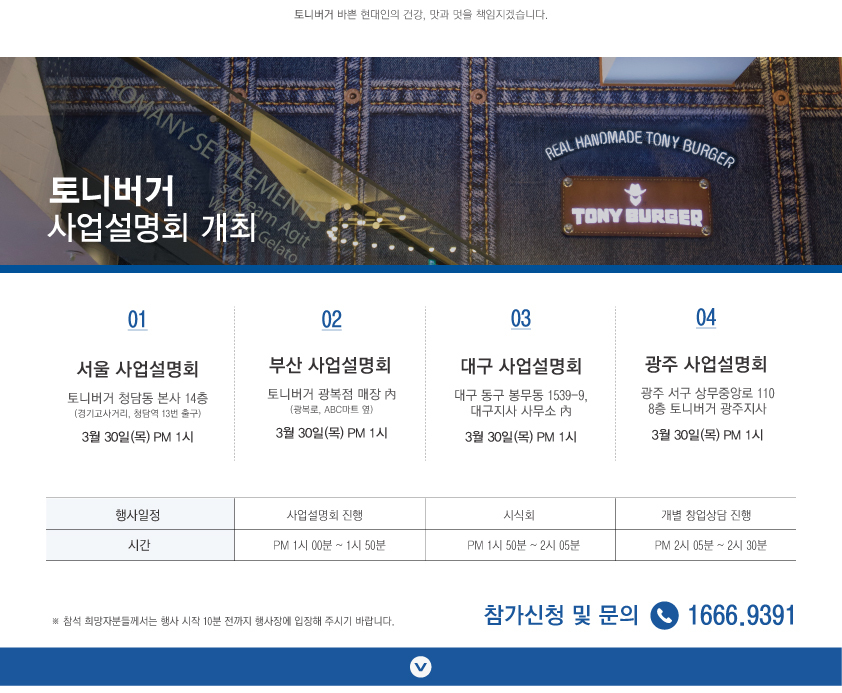 토니버거 바쁜 현대인의 건강, 맛과 멋을 책임지겠습니다.
ROMANY SETTLEMENTS
Dream Agit
Gelato
REAL HANDMADE TONY BURGER
TONY BURGER
토니버거
사업설명회 개최
01
서울 사업설명회
토니버거 청담동 본사 14층
(경기고사거리, 청담역 13번 출구)
3월 30일(목) PM 1시
02
부산 사업설명회
토니버거 광복점 매장 內
(광복로, ABC마트 옆)
3월 30일(목) PM 1시
03
대구 사업설명회
대구 동구 봉무동 1539-9,
대구지사 사무소 內
3월 30일(목) PM 1시
04
광주 사업설명회
광주 서구 상무중앙로 110
8층 토니버거 광주지사
3월 30일(목) PM 1시
행사일정 사업설명회 진행 시식회 개별 창업상담 진행
시간 PM 1시 00분 ~ 1시 50분 PM 1시 50분 ~ 2시 05분 PM 2시 05분 ~ 2시 30분
※ 참석 희망자분들께서는 행사 시작 10분 전까지 행사장에 입장해 주시기 바랍니다.
참가신청 및 문의 1666.9391